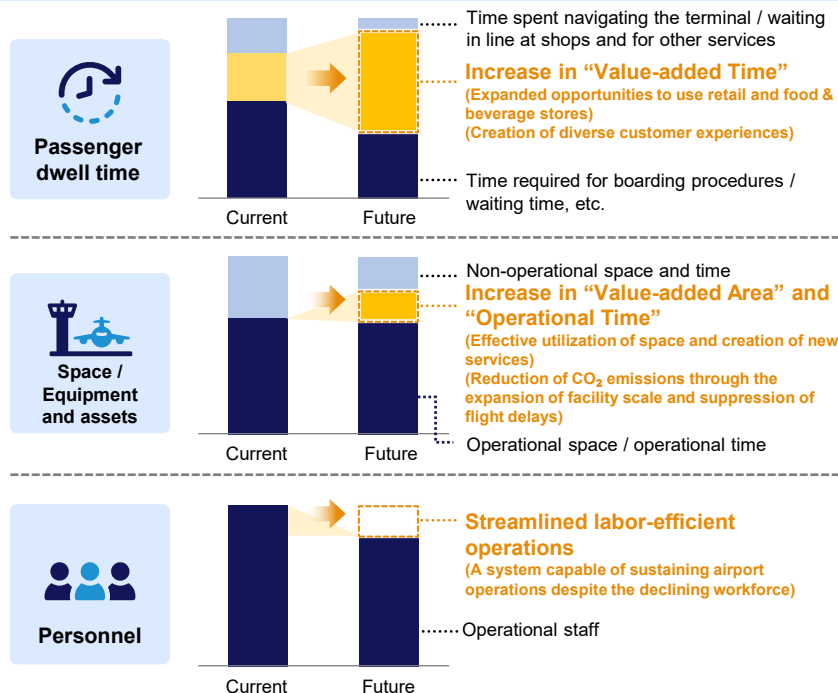 Passenger
dwell time
Current
Future
Time spent navigating the terminal / waiting
in line at shops and for other services
Increase in “Value-added Time”
(Expanded opportunities to use retail and food &
beverage stores)
(Creation of diverse customer experiences)
Time required for boarding procedures /
waiting time, etc.
Space /
Equipment
and assets
Current
Future
Non-operational space and time
Increase in “Value-added Area” and
“Operational Time”
(Effective utilization of space and creation of new
services)
(Reduction of CO₂ emissions through the
expansion of facility scale and suppression of
flight delays)
Operational space / operational time
Personnel
Current
Future
Streamlined labor-efficient
operations
(A system capable of sustaining airport
operations despite the declining workforce)
Operational staff